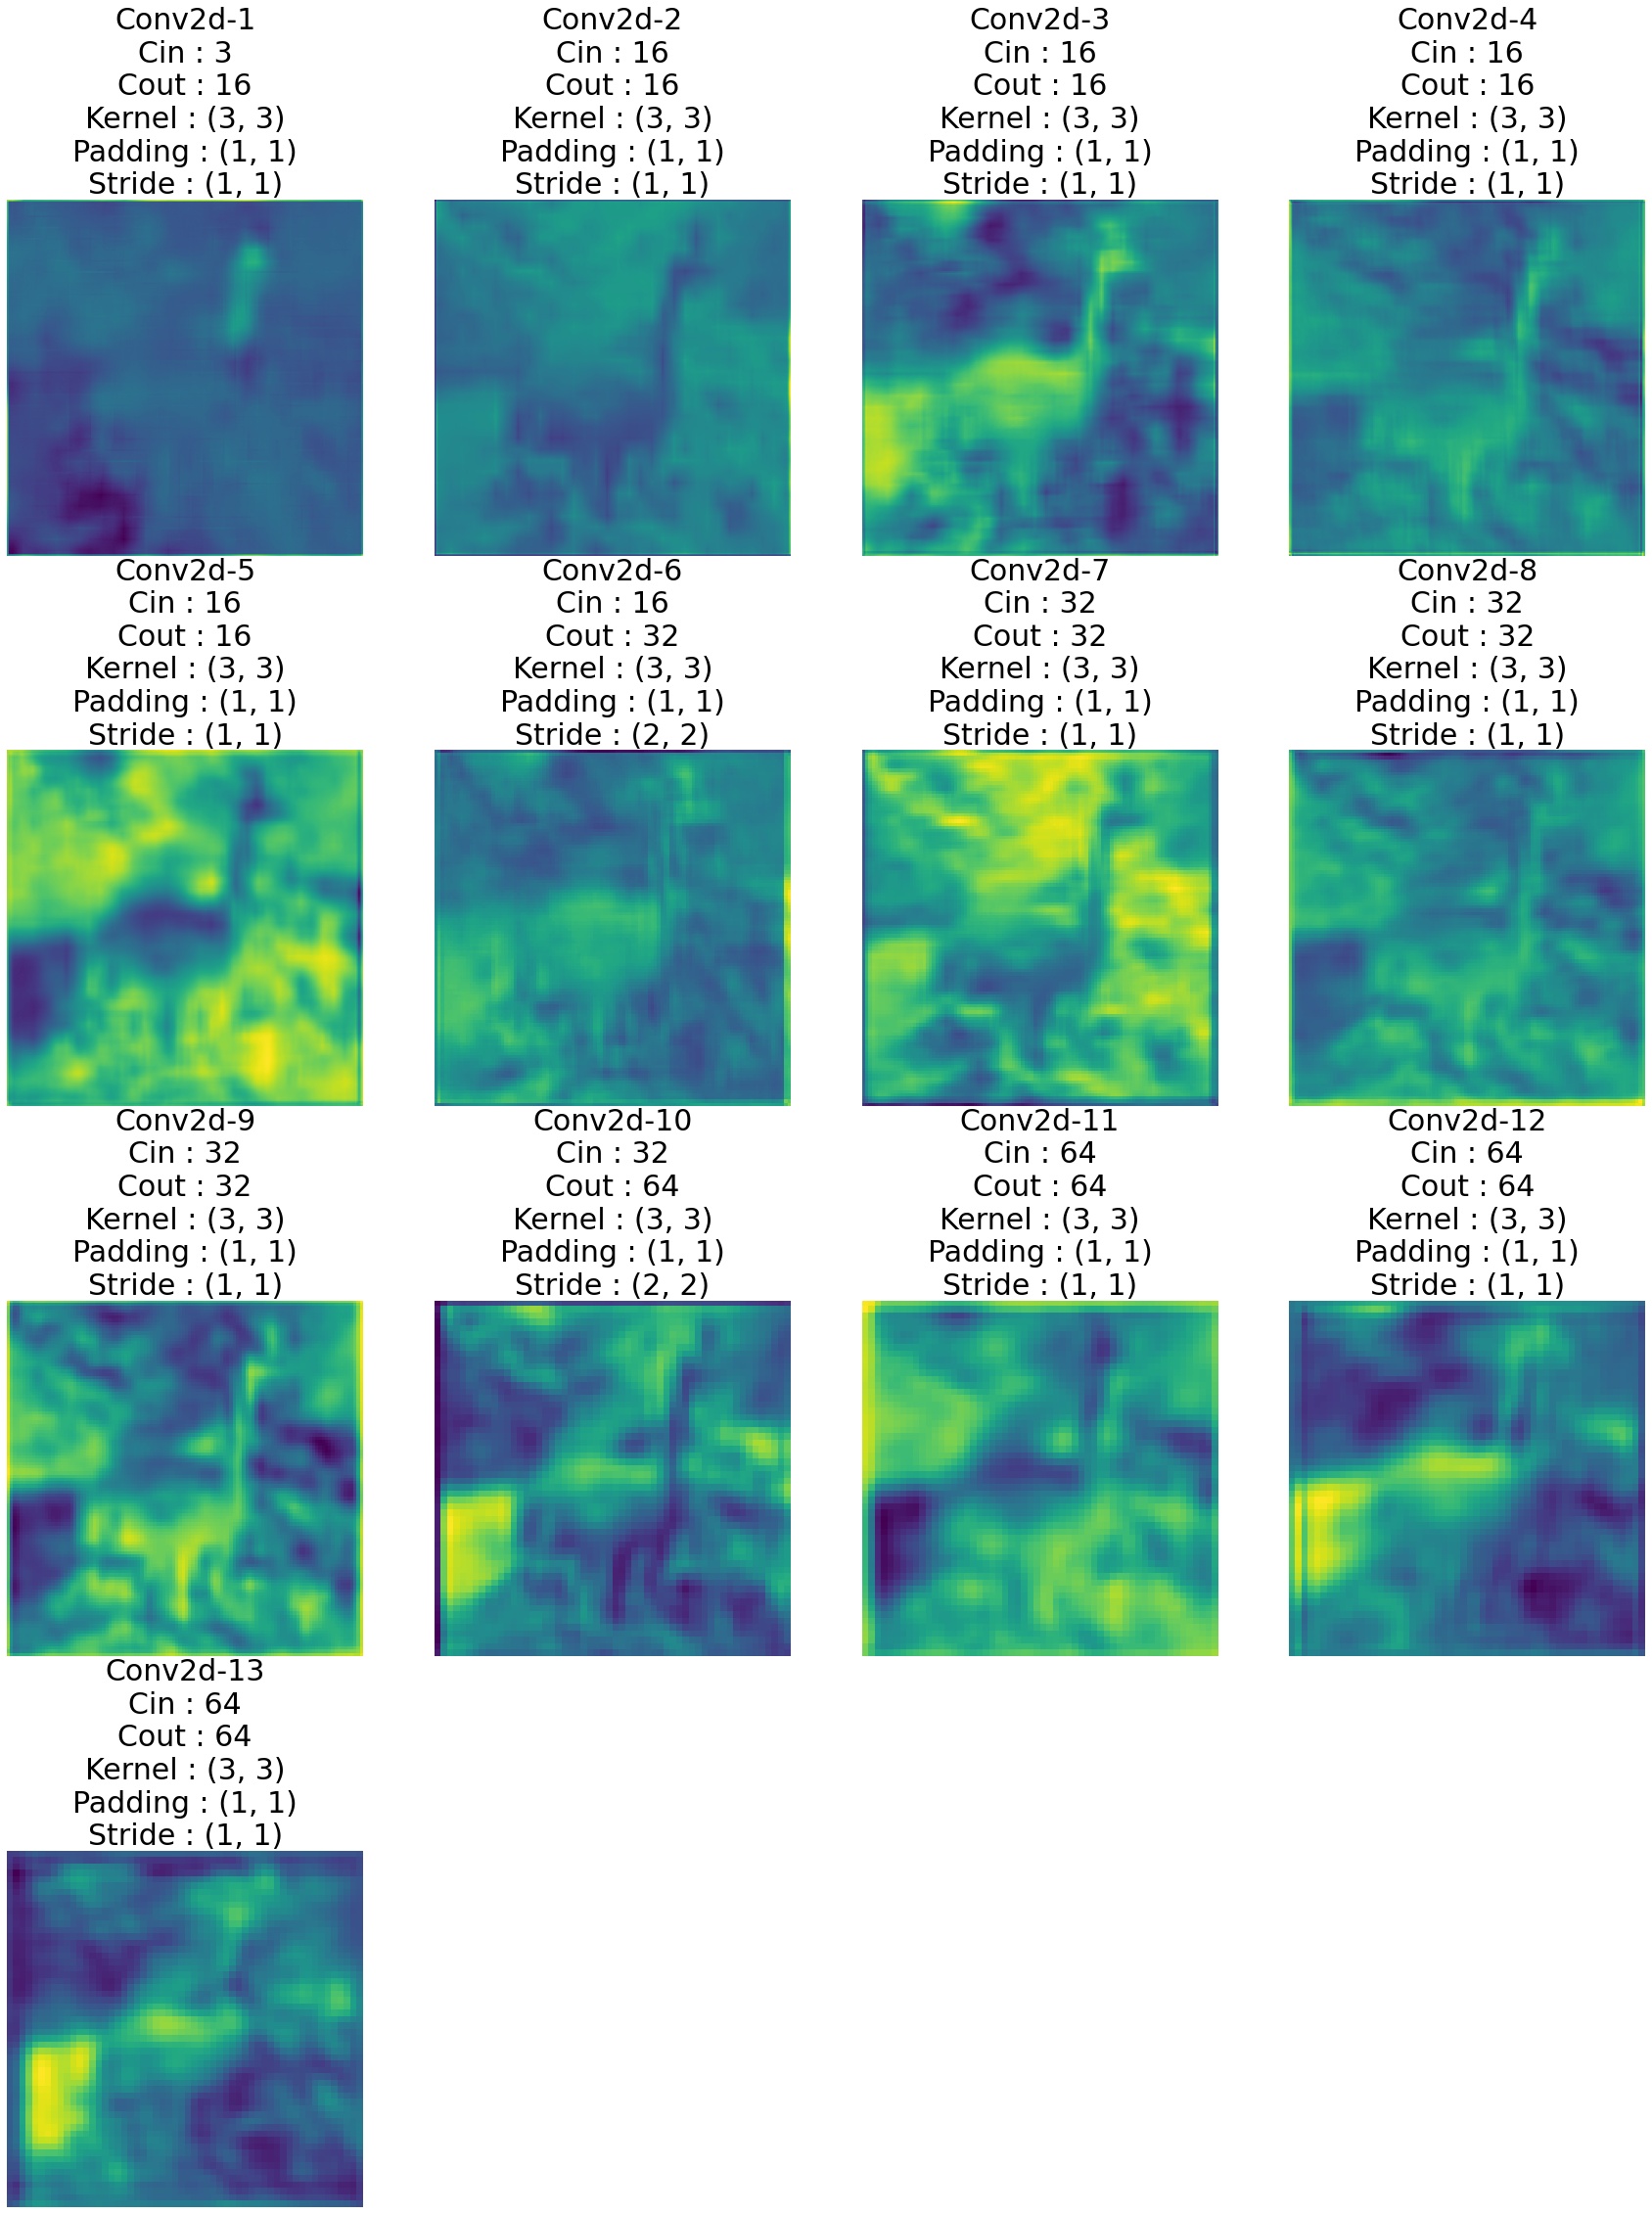 Conv2d-1
Cin : 3
Cout : 16
Kernel : (3, 3)
Padding : (1, 1)
Stride : (1, 1)
Conv2d-2
Cin : 16
Cout : 16
Kernel : (3, 3)
Padding : (1, 1)
Stride : (1, 1)
Conv2d-3
Cin : 16
Cout : 16
Kernel : (3, 3)
Padding : (1, 1)
Stride : (1, 1)
Conv2d-4
Cin : 16
Cout : 16
Kernel : (3, 3)
Padding : (1, 1)
Stride : (1, 1)
Conv2d-5
Cin : 16
Cout : 16
Kernel : (3, 3)
Padding : (1, 1)
Stride : (1, 1)
Conv2d-6
Cin : 16
Cout : 32
Kernel : (3, 3)
Padding : (1, 1)
Stride : (2, 2)
Conv2d-7
Cin : 32
Cout : 32
Kernel : (3, 3)
Padding : (1, 1)
Stride : (1, 1)
Conv2d-8
Cin : 32
Cout : 32
Kernel : (3, 3)
Padding : (1, 1)
Stride : (1, 1)
Conv2d-9
Cin : 32
Cout : 32
Kernel : (3, 3)
Padding : (1, 1)
Stride : (1, 1)
Conv2d-10
Cin : 32
Cout : 64
Kernel : (3, 3)
Padding : (1, 1)
Stride : (2, 2)
Conv2d-11
Cin : 64
Cout : 64
Kernel : (3, 3)
Padding : (1, 1)
Stride : (1, 1)
Conv2d-12
Cin : 64
Cout : 64
Kernel : (3, 3)
Padding : (1, 1)
Stride : (1, 1)
Conv2d-13
Cin : 64
Cout : 64
Kernel : (3, 3)
Padding : (1, 1)
Stride : (1, 1)